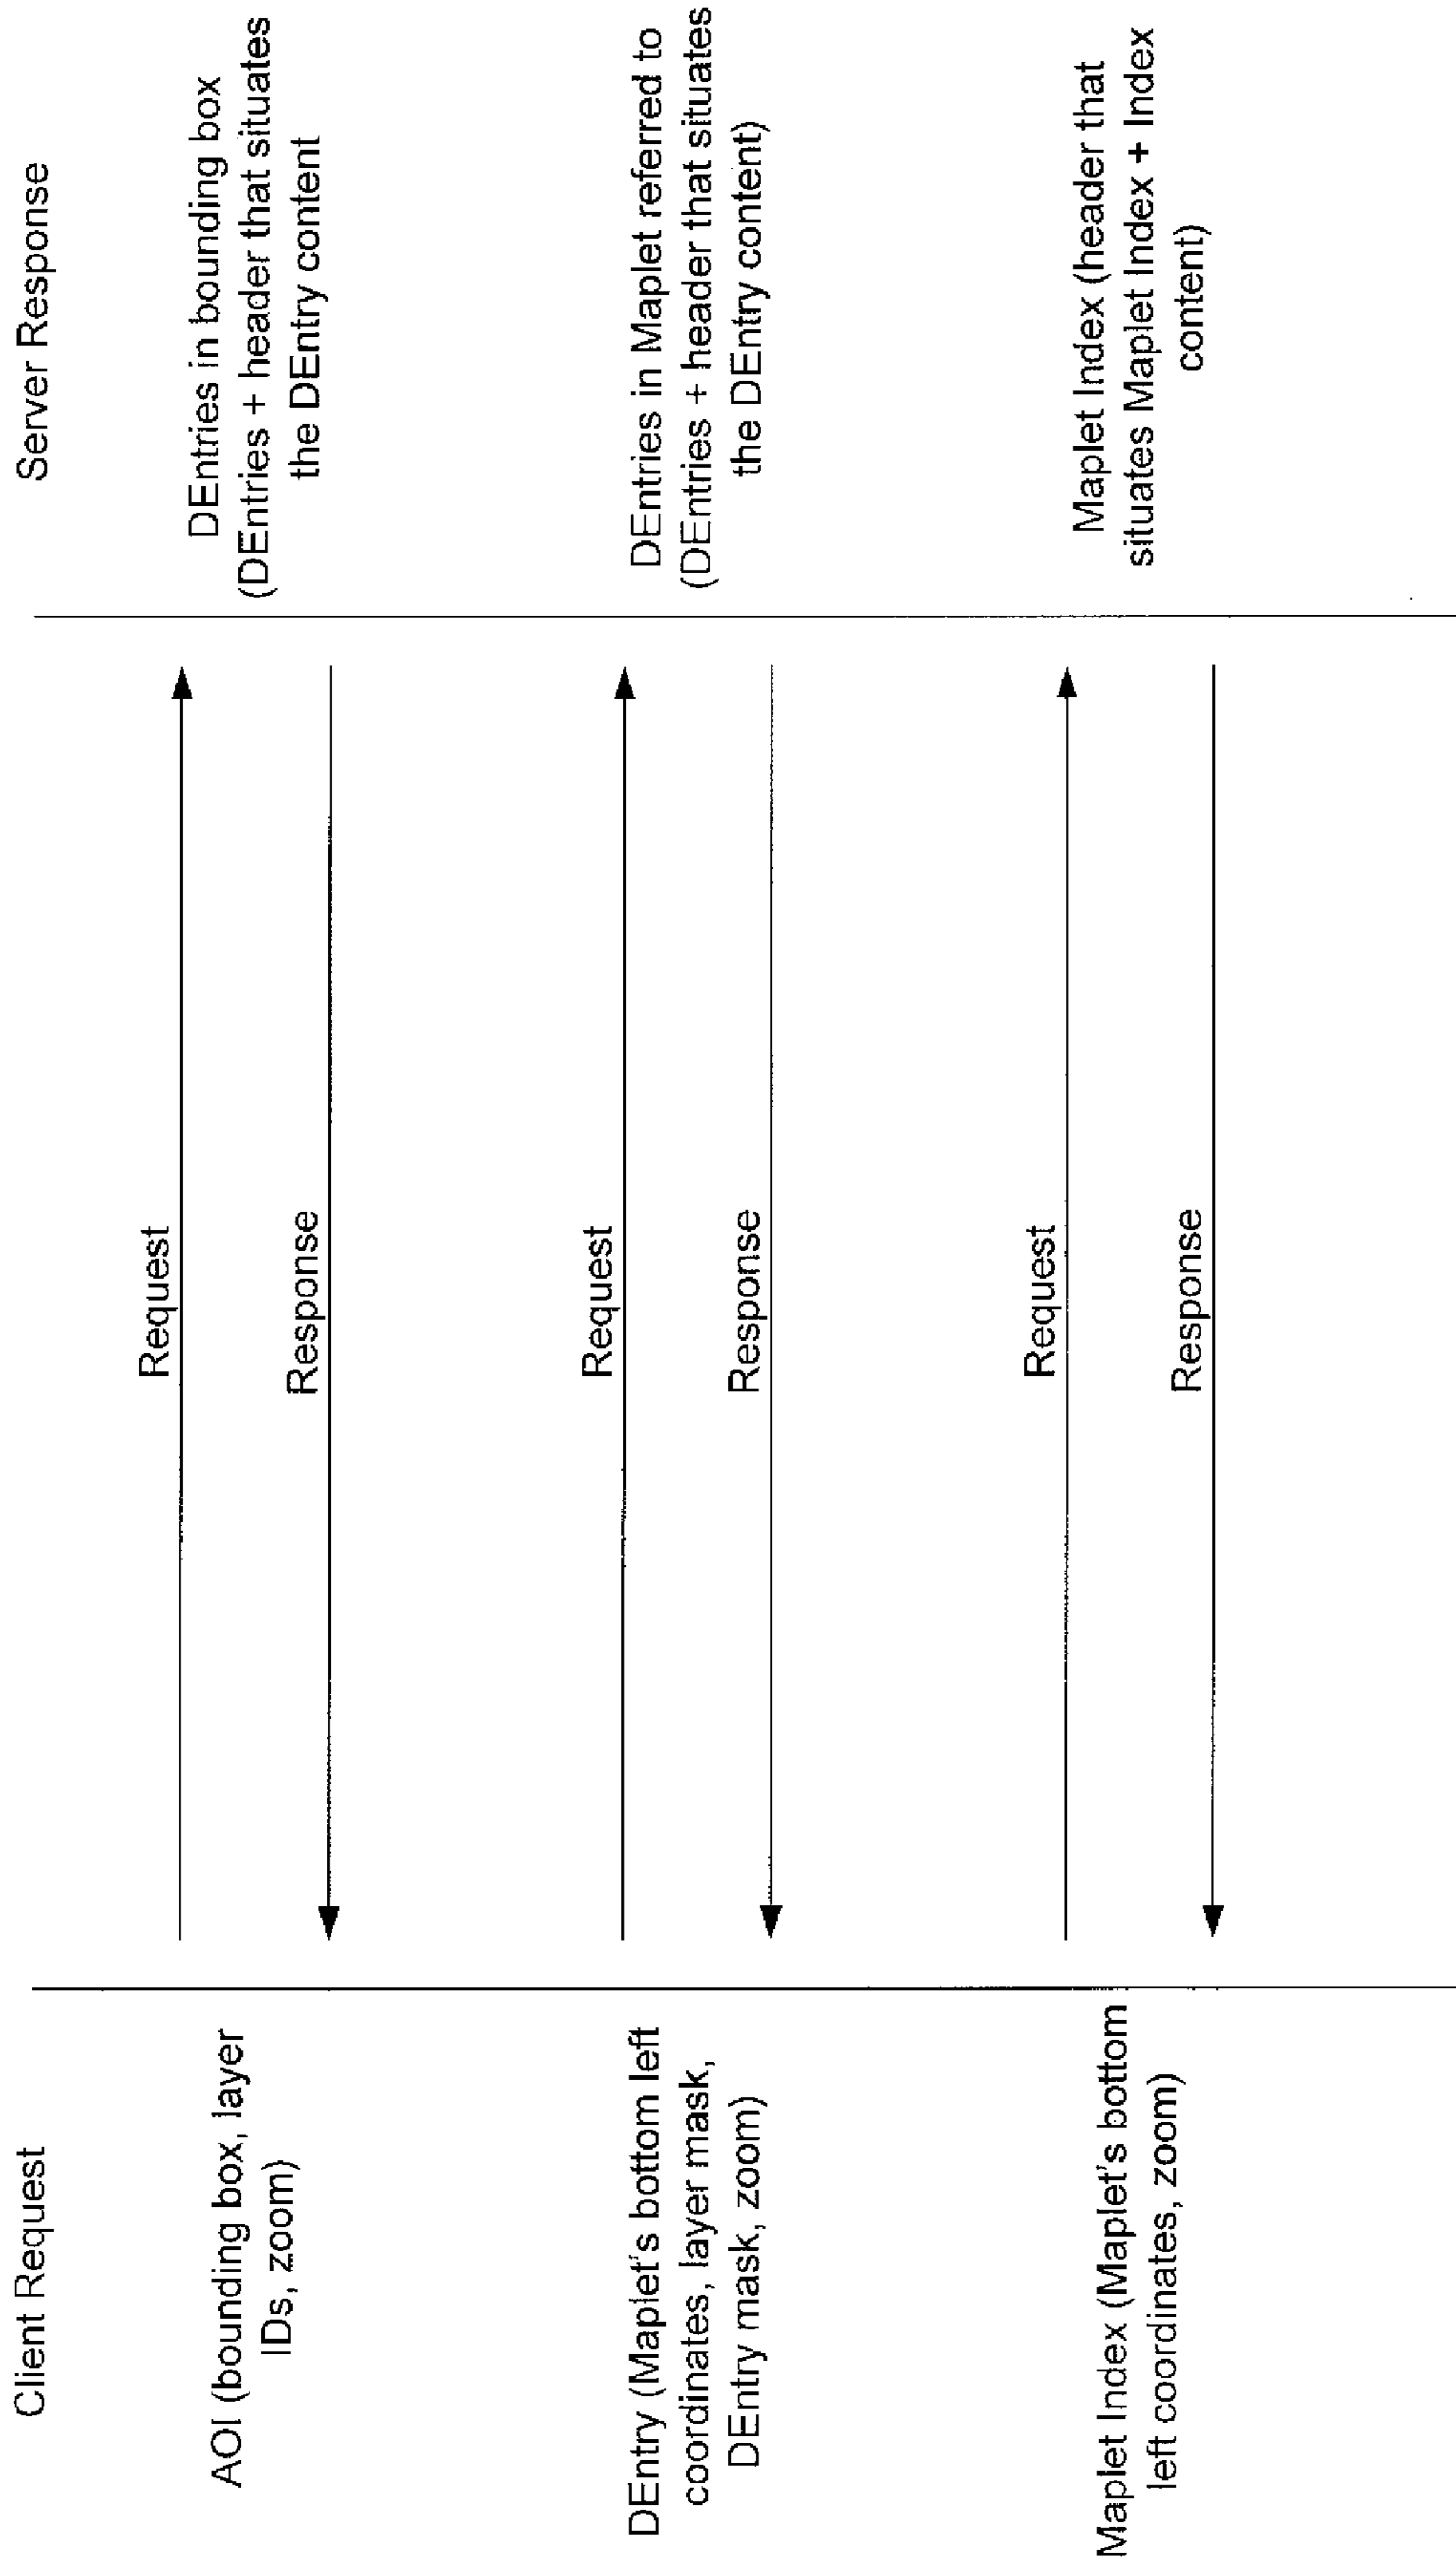 Client Request
Server Response
AOI (bounding box, layer
IDs, zoom)
Request
Response
DEntries in bounding box
(DEntries + header that situates
the DEntry content
DEntry (Maplet's bottom left
coordinates, layer mask,
DEntry mask, zoom)
Request
Response
DEntries in Maplet referred to
(DEntries + header that situates
the DEntry content)
Maplet Index (Maplet's bottom
left coordinates, zoom)
Request
Response
Maplet Index (header that
situates Maplet Index + Index
content)